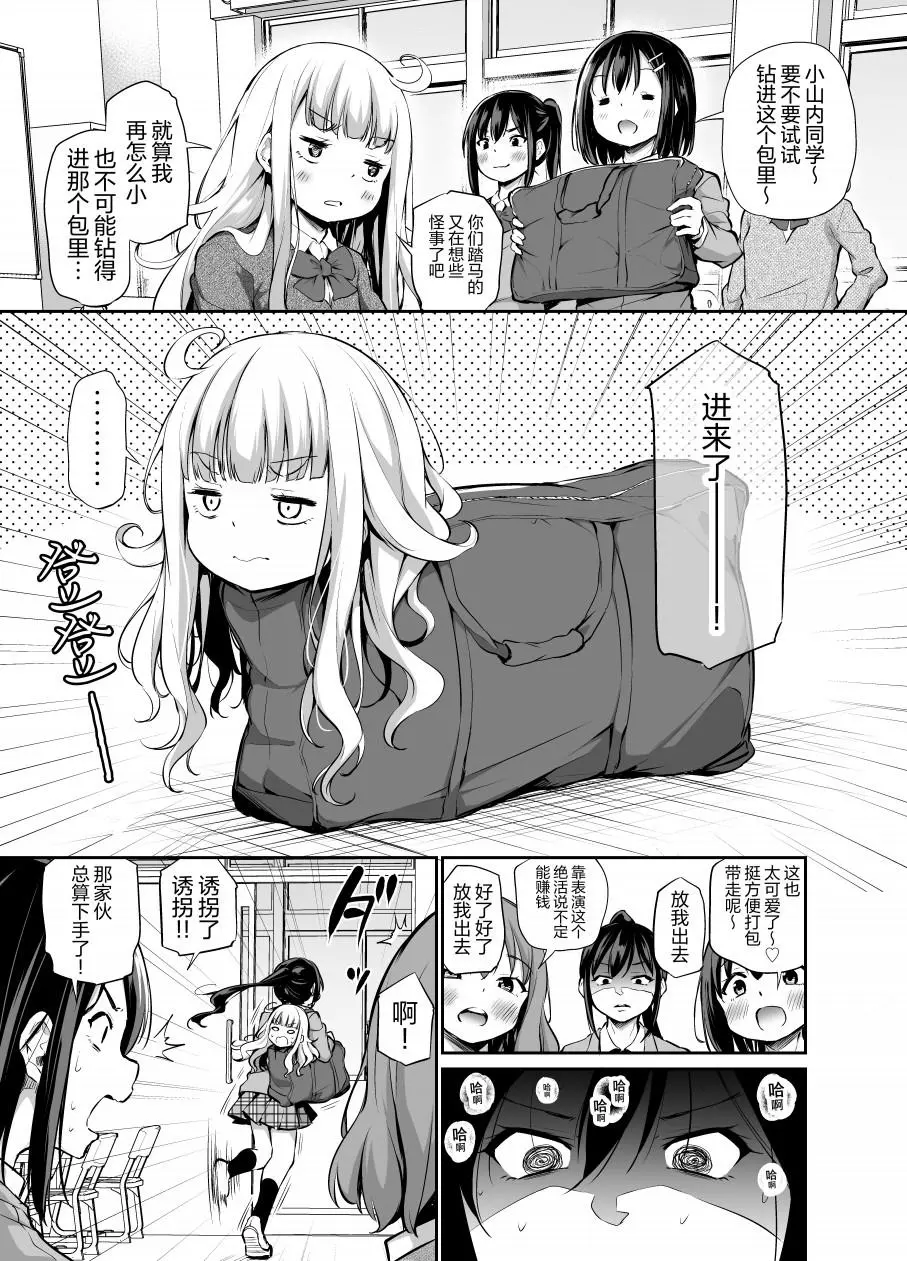 小山内同学~
要不要试试
钻进这个包里~
你们踏马的
又在想些
怪事了吧
就算我
再怎么小
也不可能钻得
进那个包里…
进来了——!
………
登登——
这也
太可爱了~♡
挺方便打包
带走呢~
放我出去
靠表演这个
绝活说不定
能赚钱
好了好了
放我出去
哈啊
哈啊
哈啊
哈啊
哈啊
哈啊
哈啊
啊!
ダッ
诱拐了
诱拐!!
那家伙
总算下手了!